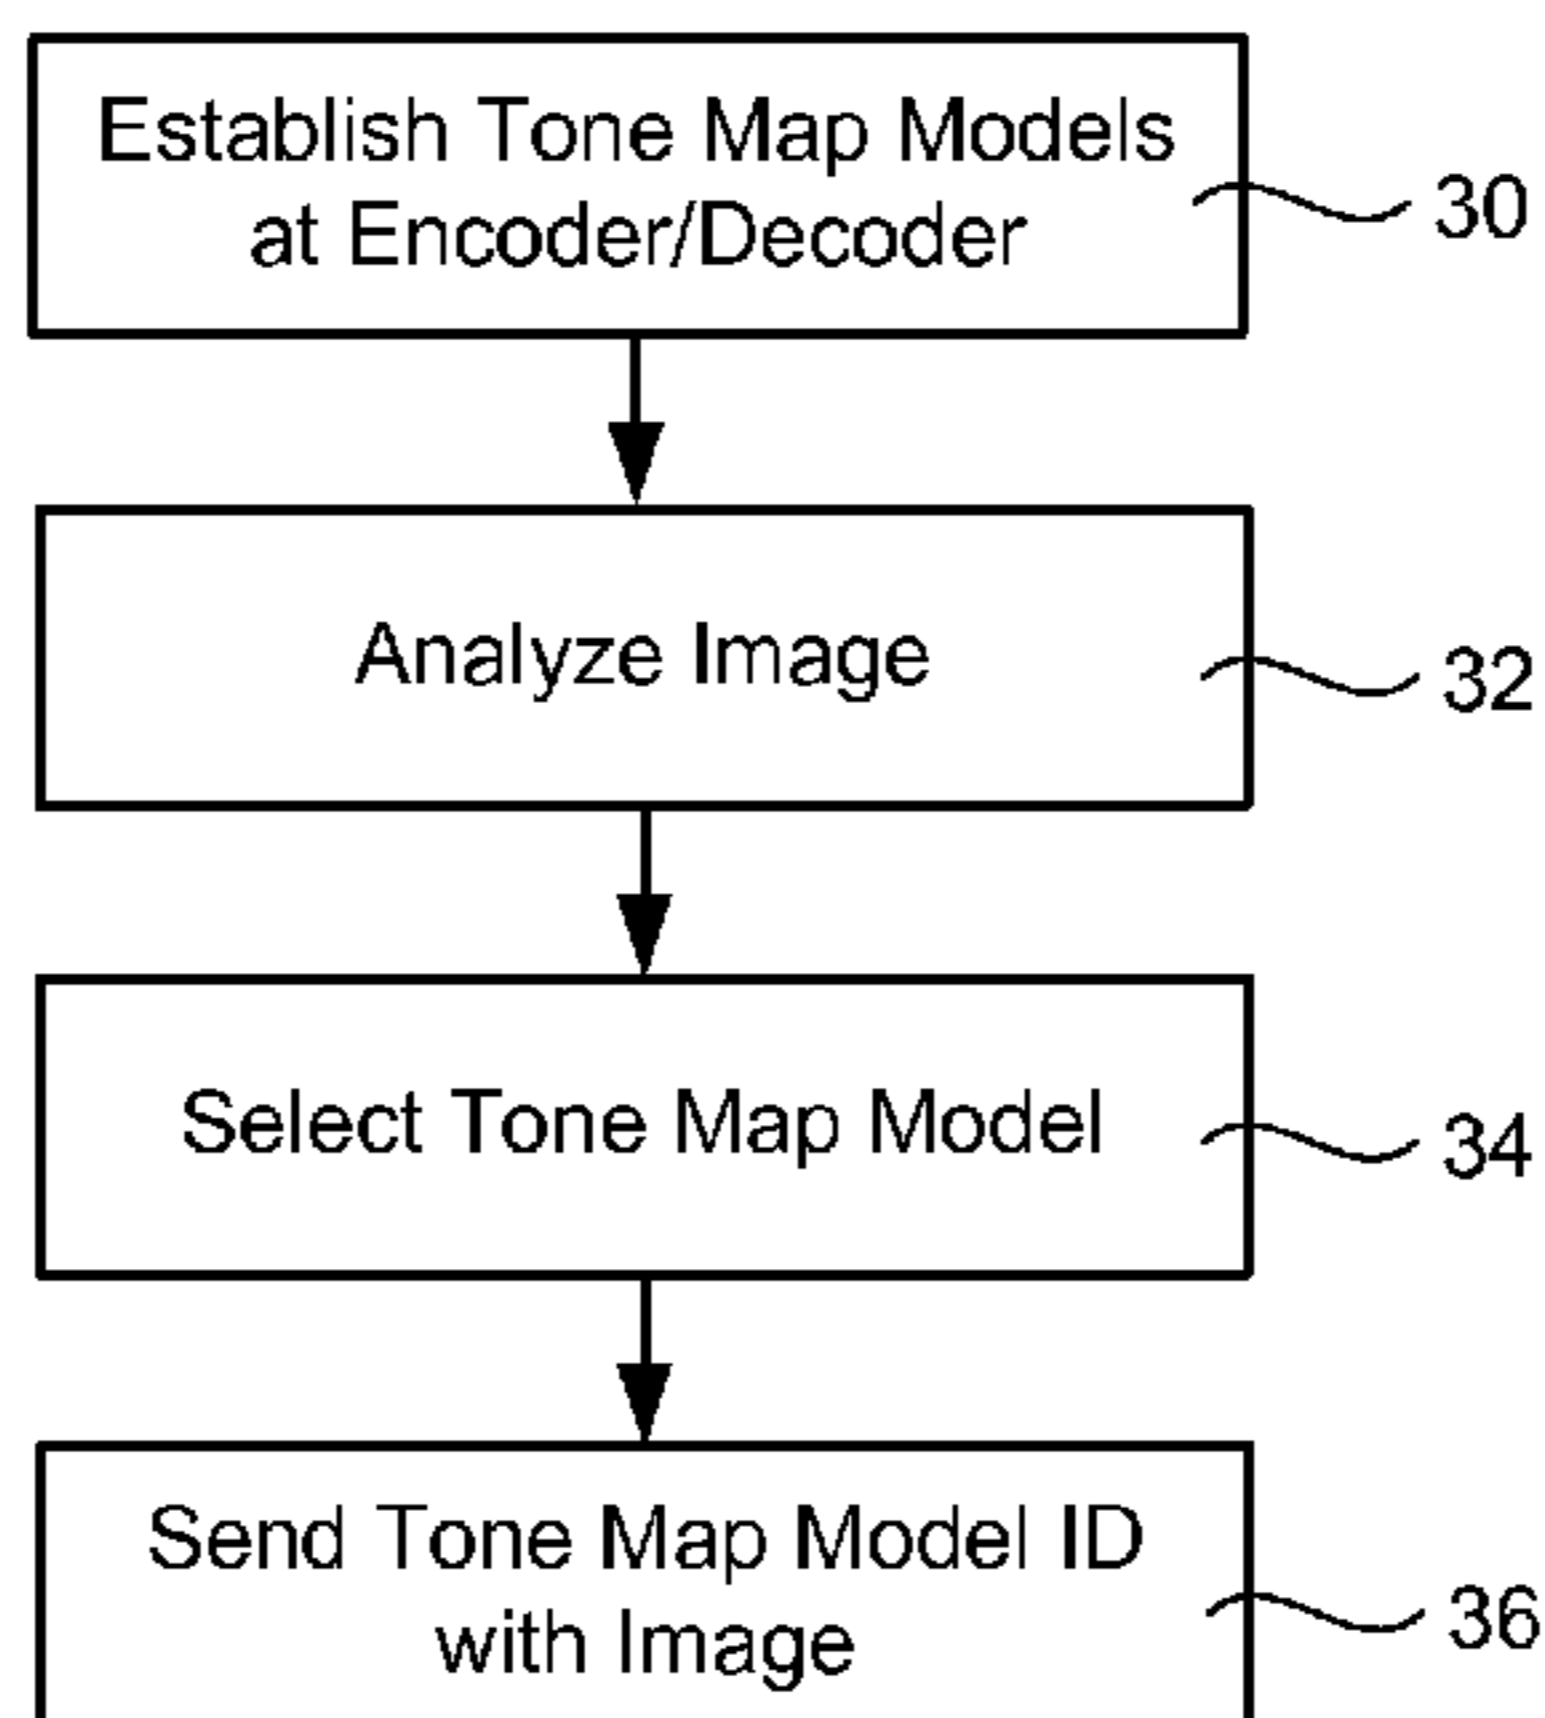 Establish Tone Map Models
at Encoder/Decoder
30
Analyze Image
32
Select Tone Map Model
34
Send Tone Map Model ID
with Image
36